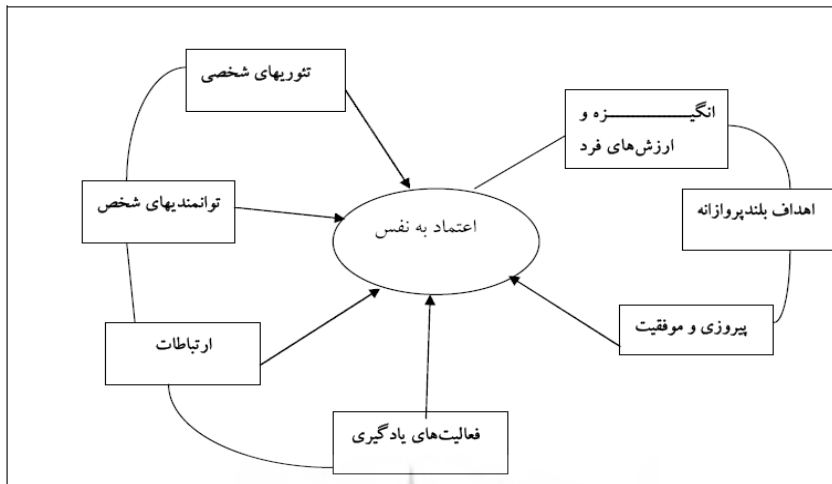 تئوریهای شخصی
انگیـــــــــــــزه و
ارزش‌های فرد
توانمندیهای شخص
اهداف بلندپروازانه
اعتماد به نفس
پیروزی و موفقیت
ارتباطات
فعالیت‌های یادگیری